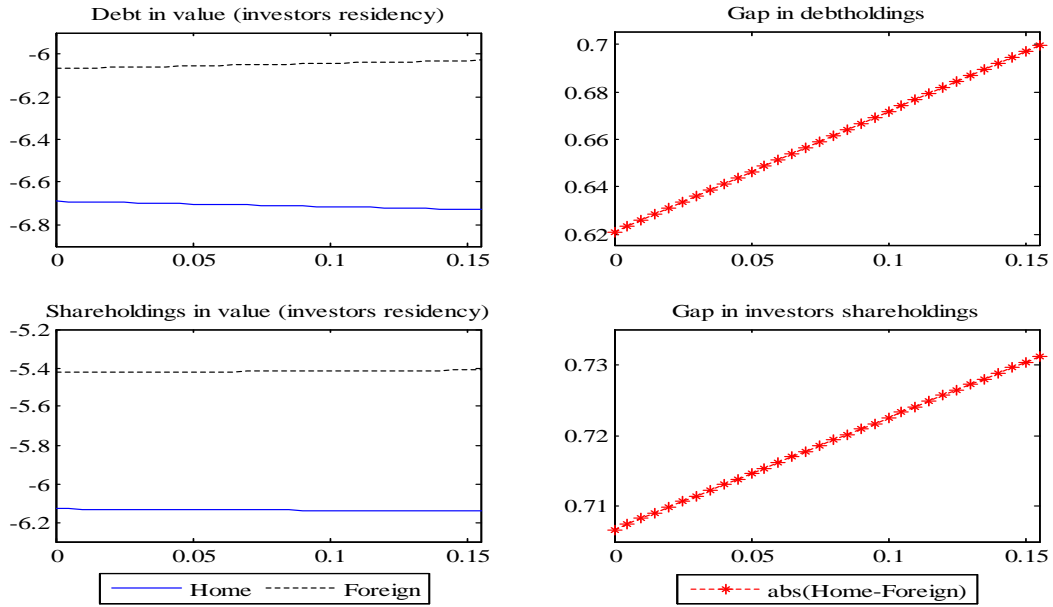 Debt in value (investors residency)
-6
-6.2
-6.4
-6.6
-6.8
0 0.05 0.1 0.15
Gap in debtholdings
0.7
0.68
0.66
0.64
0.62
0 0.05 0.1 0.15
Shareholdings in value (investors residency)
-5.2
-5.4
-5.6
-5.8
-6
-6.2
0 0.05 0.1 0.15
Gap in investors shareholdings
0.73
0.72
0.71
0 0.05 0.1 0.15
Home Foreign
abs(Home-Foreign)